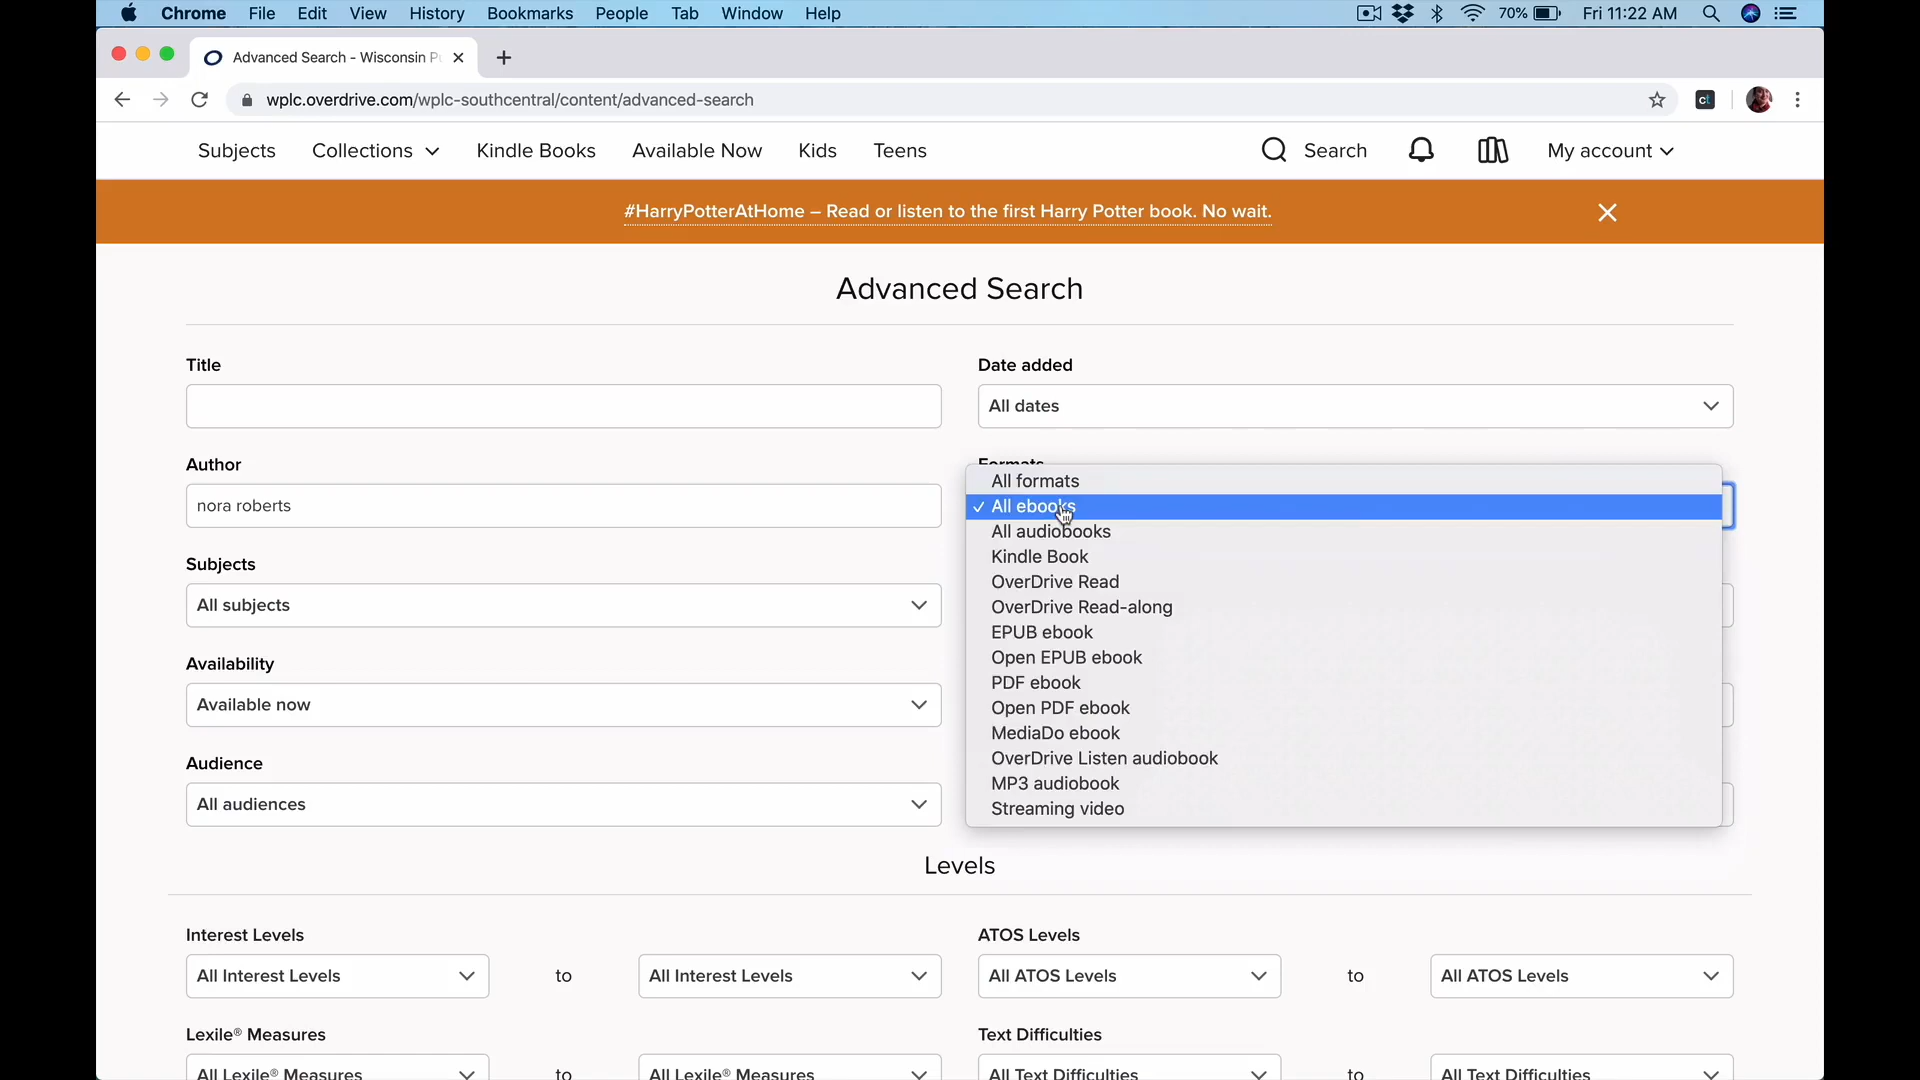 Chrome File Edit View History Bookmarks People Tab Window Help 70% Fri 11:22 AM
Advanced Search - Wisconsin P
wplc.overdrive.com/wplc-southcentral/content/advanced-search ct
Subjects Collections Kindle Books Available Now Kids Teens Search My account
#HarryPotterAtHome – Read or listen to the first Harry Potter book. No wait.
Advanced Search
Title
Date added
All dates
Author
Formats
nora roberts
All formats
✓ All ebooks
All audiobooks
Kindle Book
OverDrive Read
OverDrive Read-along
EPUB ebook
Open EPUB ebook
PDF ebook
Open PDF ebook
MediaDo ebook
OverDrive Listen audiobook
MP3 audiobook
Streaming video
Subjects
All subjects
Availability
Available now
Audience
All audiences
Levels
Interest Levels
All Interest Levels to All Interest Levels
ATOS Levels
All ATOS Levels to All ATOS Levels
Lexile® Measures
All Lexile® Measures to All Lexile® Measures
Text Difficulties
All Text Difficulties to All Text Difficulties